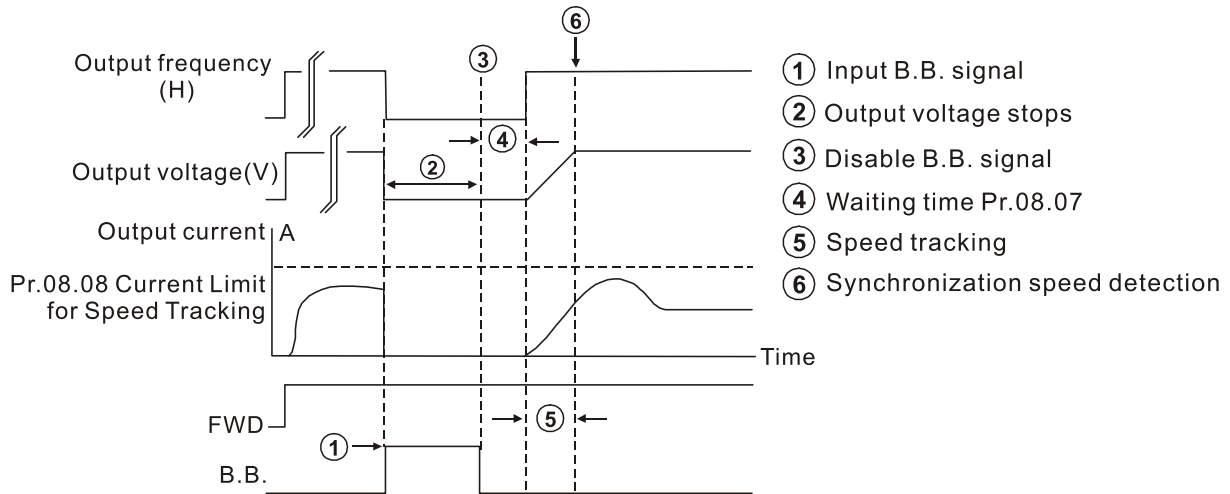 Output frequency
(H)
Output voltage(V)
Output current A
Pr.08.08 Current Limit
for Speed Tracking
Time
FWD
B.B.
6
3
4
2
5
1
1 Input B.B. signal
2 Output voltage stops
3 Disable B.B. signal
4 Waiting time Pr.08.07
5 Speed tracking
6 Synchronization speed detection